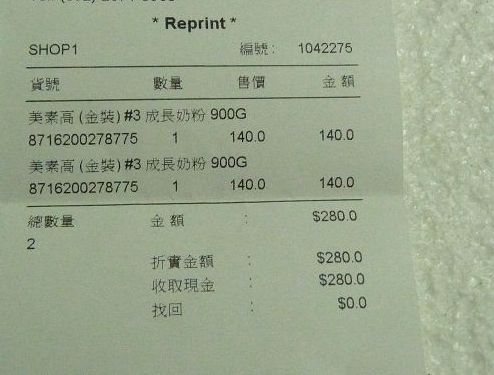 * Reprint *
SHOP1 編號： 1042275
貨號 數量 售價 金額
美素高 (金裝) #3 成長奶粉 900G
8716200278775 1 140.0 140.0
美素高 (金裝) #3 成長奶粉 900G
8716200278775 1 140.0 140.0
總數量 金額 : $280.0
2
折實金額 : $280.0
收取現金 : $280.0
找回 : $0.0